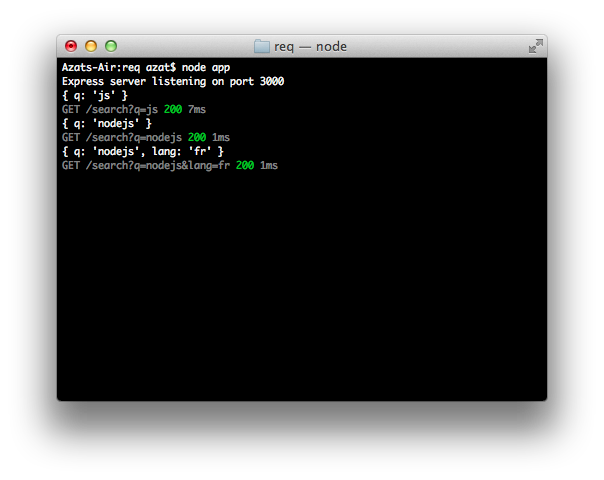 req — node
Azats-Air:req azat$ node app
Express server listening on port 3000
{ q: 'js' }
GET /search?q=js 200 7ms
{ q: 'nodejs' }
GET /search?q=nodejs 200 1ms
{ q: 'nodejs', lang: 'fr' }
GET /search?q=nodejs&lang=fr 200 1ms